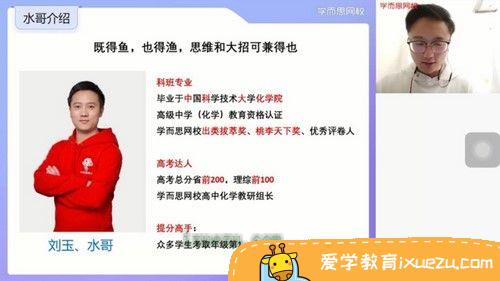 水哥介绍
学而思网校
学而思网校
既得鱼，也得渔，思维和大招可兼得也
科班专业
毕业于中国科学技术大学化学院
高级中学（化学）教育资格认证
学而思网校出类拔萃奖、桃李天下奖、优秀评卷人
高考达人
高考总分省前200，理综前100
学而思网校高中化学教研组长
提分高手：
众多学生考取年级第
刘玉、水哥
爱学教育ixuezu.com